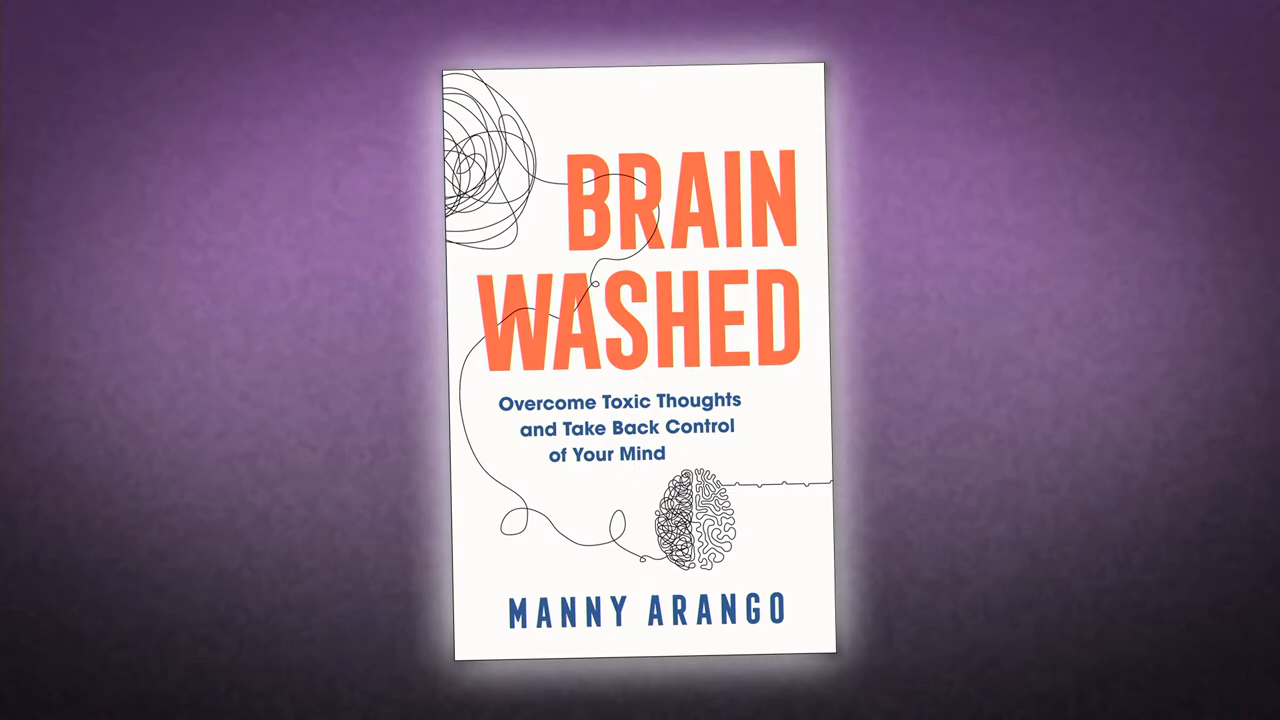 BRAIN
WASHED
Overcome Toxic Thoughts
and Take Back Control
of Your Mind
MANNY ARANGO